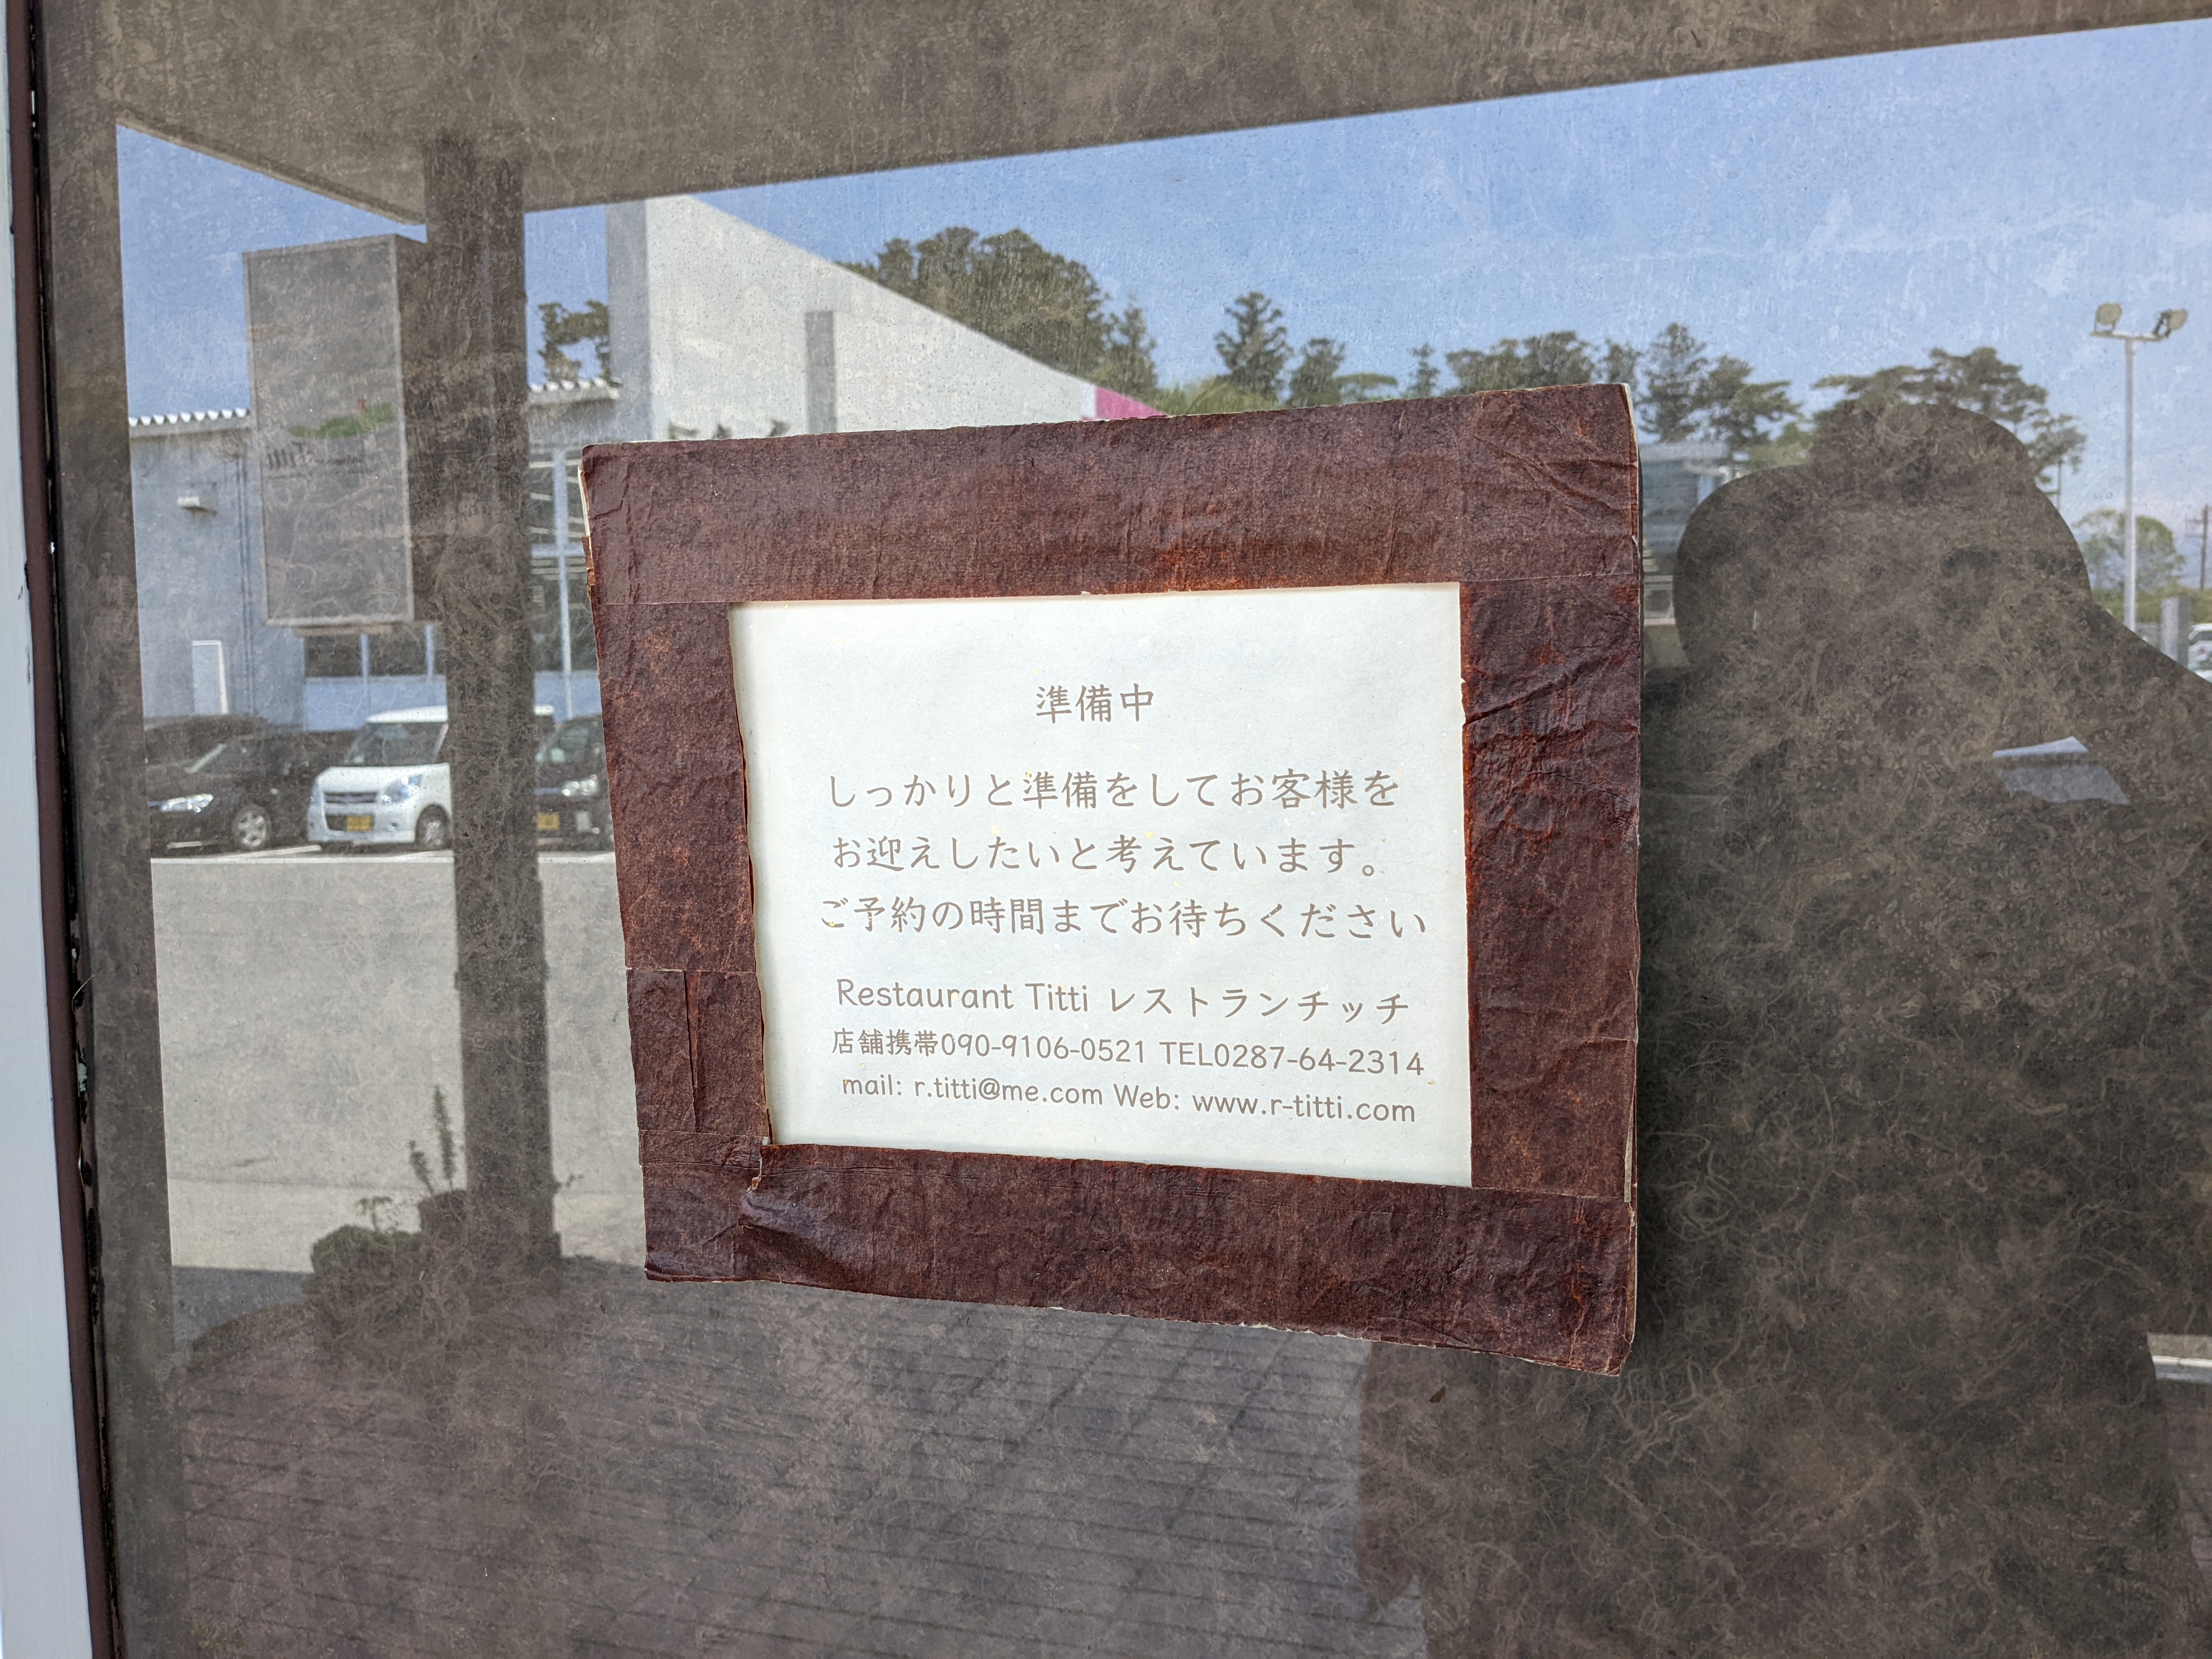 準備中
しっかりと準備をしてお客様を
お迎えしたいと考えています。
ご予約の時間までお待ちください
Restaurant Titti レストランチッチ
店舗携帯090-9106-0521 TEL0287-64-2314
mail: r.titti@me.com Web: www.r-titti.com